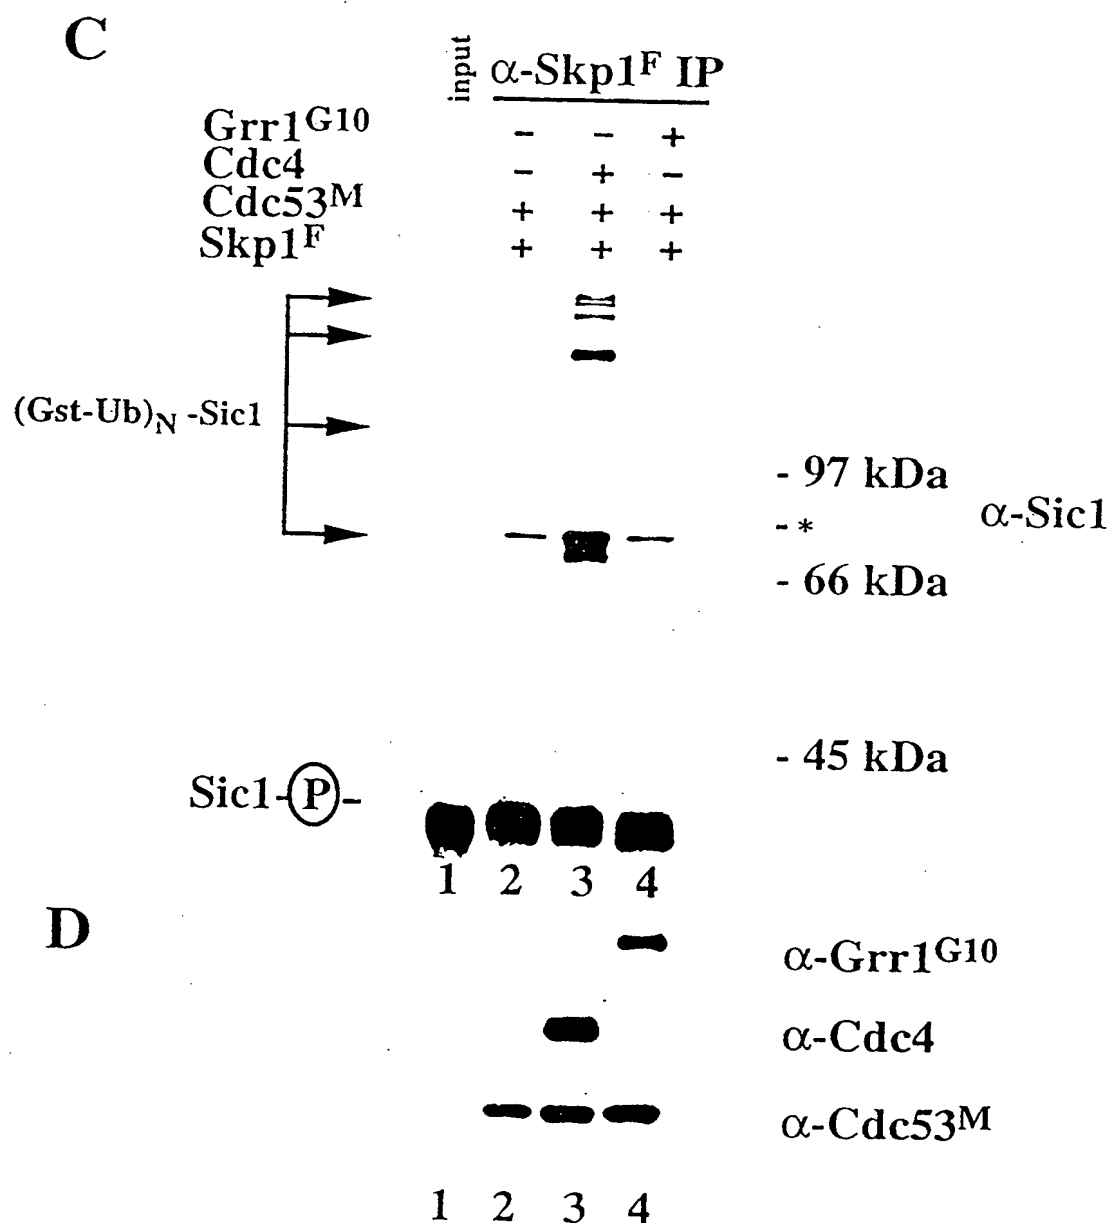 C
input
α-Skp1F IP
Grr1G10 - - +
Cdc4 - + -
Cdc53M + + +
Skp1F + + +
(Gst-Ub)N -Sic1
- 97 kDa
- *
α-Sic1
- 66 kDa
- 45 kDa
Sic1-P-
1 2 3 4
D
α-Grr1G10
α-Cdc4
α-Cdc53M
1 2 3 4